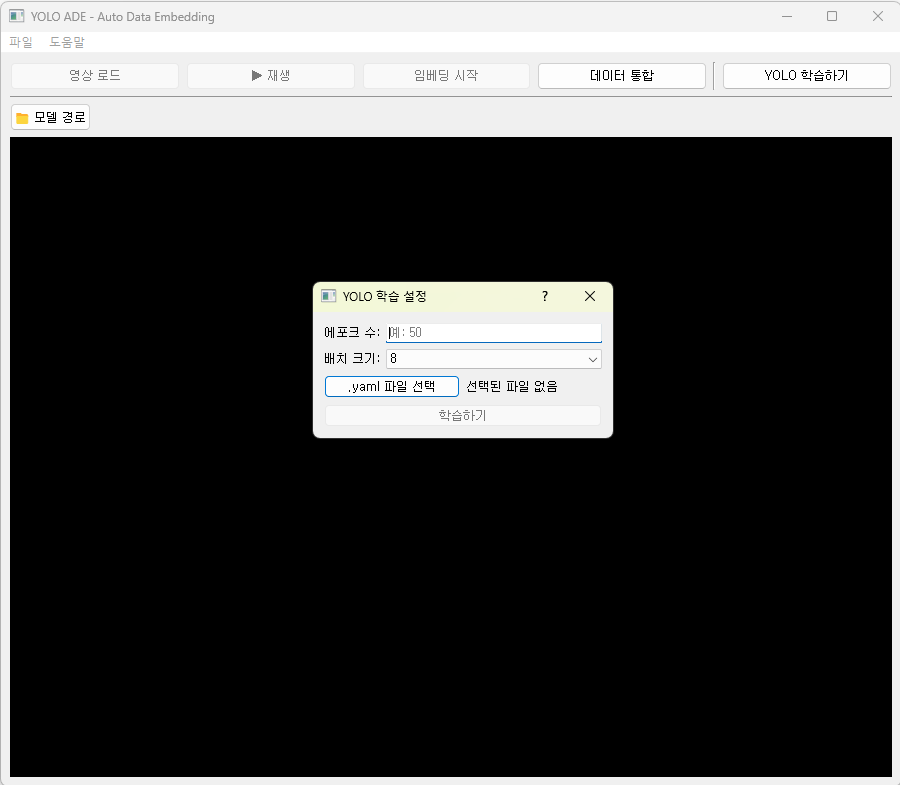 YOLO ADE - Auto Data Embedding
파일 도움말
영상 로드 ▶ 재생 임베딩 시작 데이터 통합 YOLO 학습하기
모델 경로
YOLO 학습 설정 ?
에포크 수: 예: 50
배치 크기: 8
.yaml 파일 선택 선택된 파일 없음
학습하기